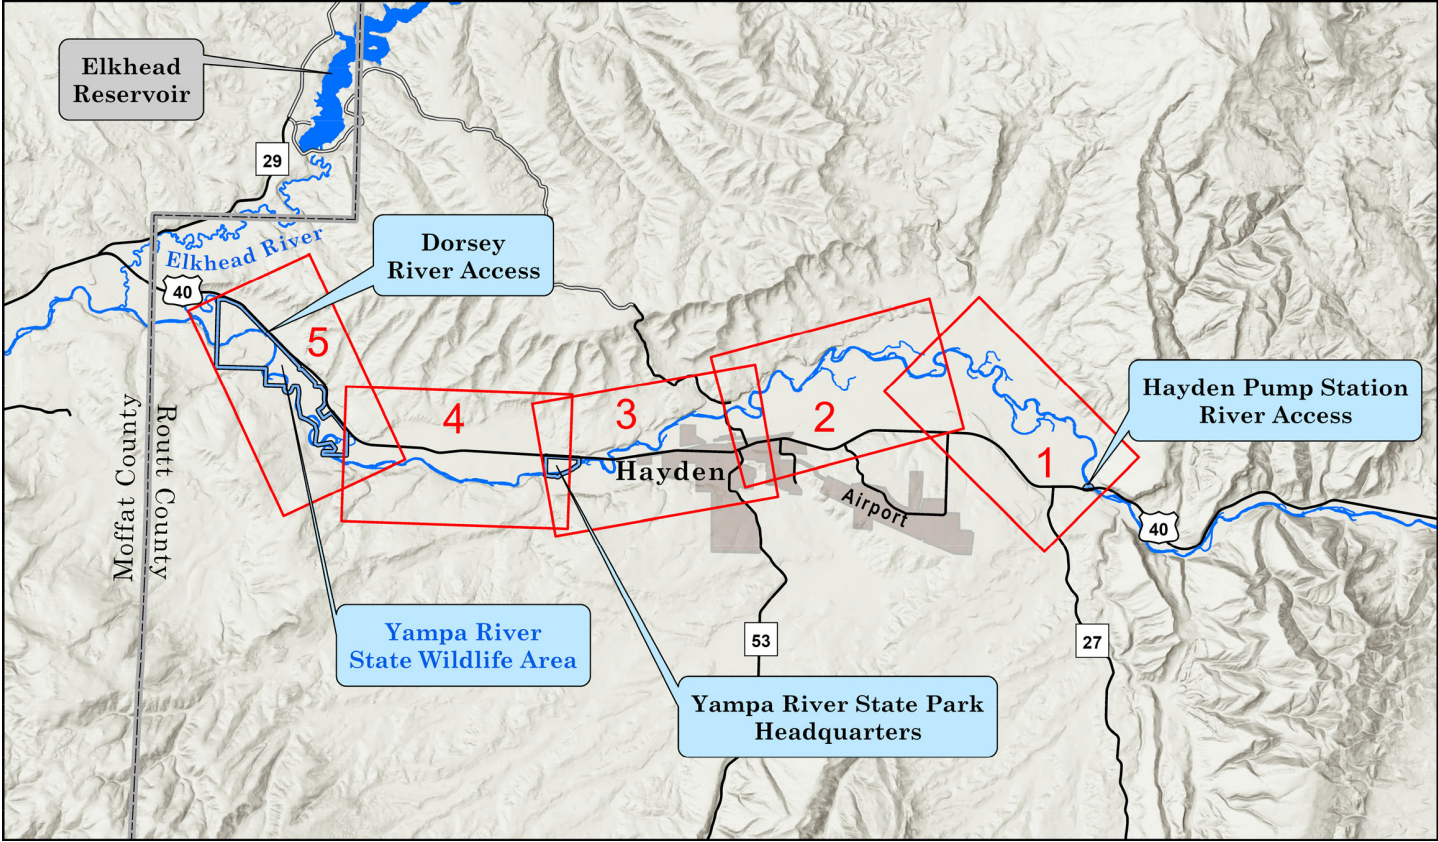 Elkhead
Reservoir
29
Elkhead River
Dorsey
River Access
40
5
4
3
2
1
Hayden Pump Station
River Access
Moffat County
Routt County
Hayden
Airport
40
Yampa River
State Wildlife Area
53
27
Yampa River State Park
Headquarters